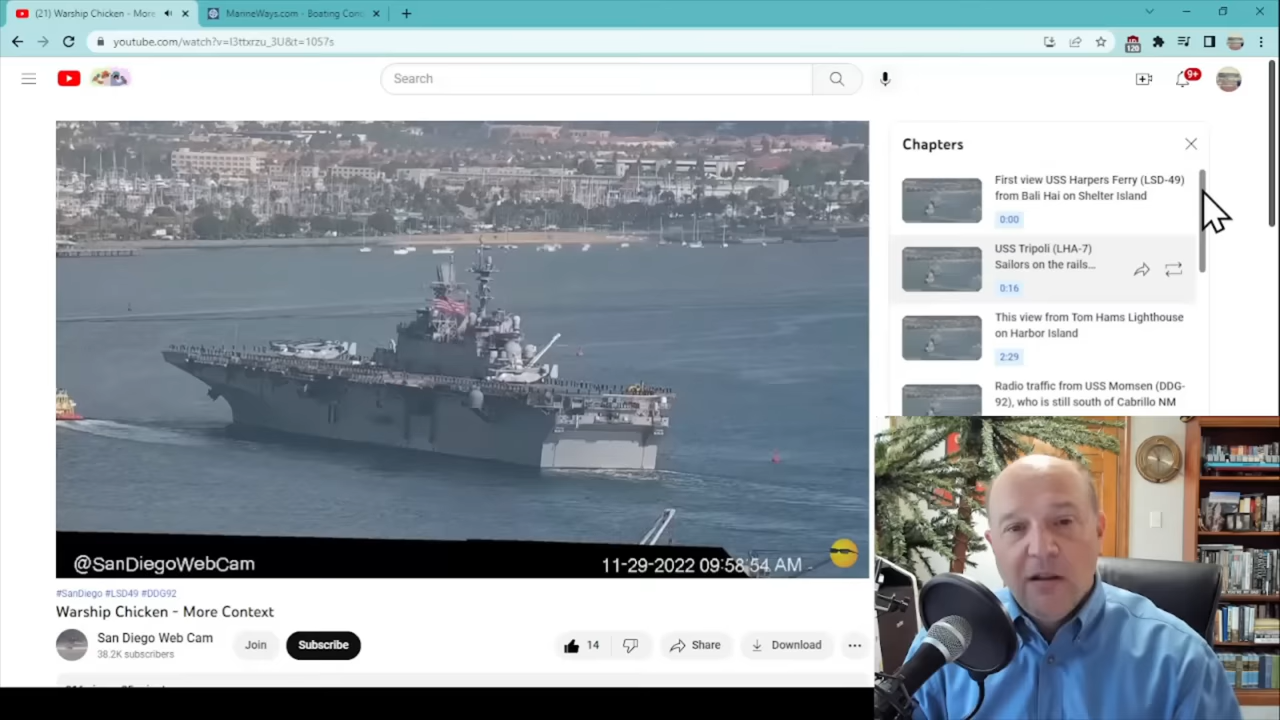 (21) Warship Chicken - More
MarineWays.com - Boating Conc
youtube.com/watch?v=I3ttxrzu_3U&t=1057s
120
Search
9+
Chapters
First view USS Harpers Ferry (LSD-49)
from Bali Hai on Shelter Island
0:00
USS Tripoli (LHA-7)
Sailors on the rails...
0:16
This view from Tom Hams Lighthouse
on Harbor Island
2:29
Radio traffic from USS Momsen (DDG-
92), who is still south of Cabrillo NM
@SanDiegoWebCam
11-29-2022 09:58:54 AM
#SanDiego #LSD49 #DDG92
Warship Chicken - More Context
San Diego Web Cam
38.2K subscribers
Join
Subscribe
14
Share
Download